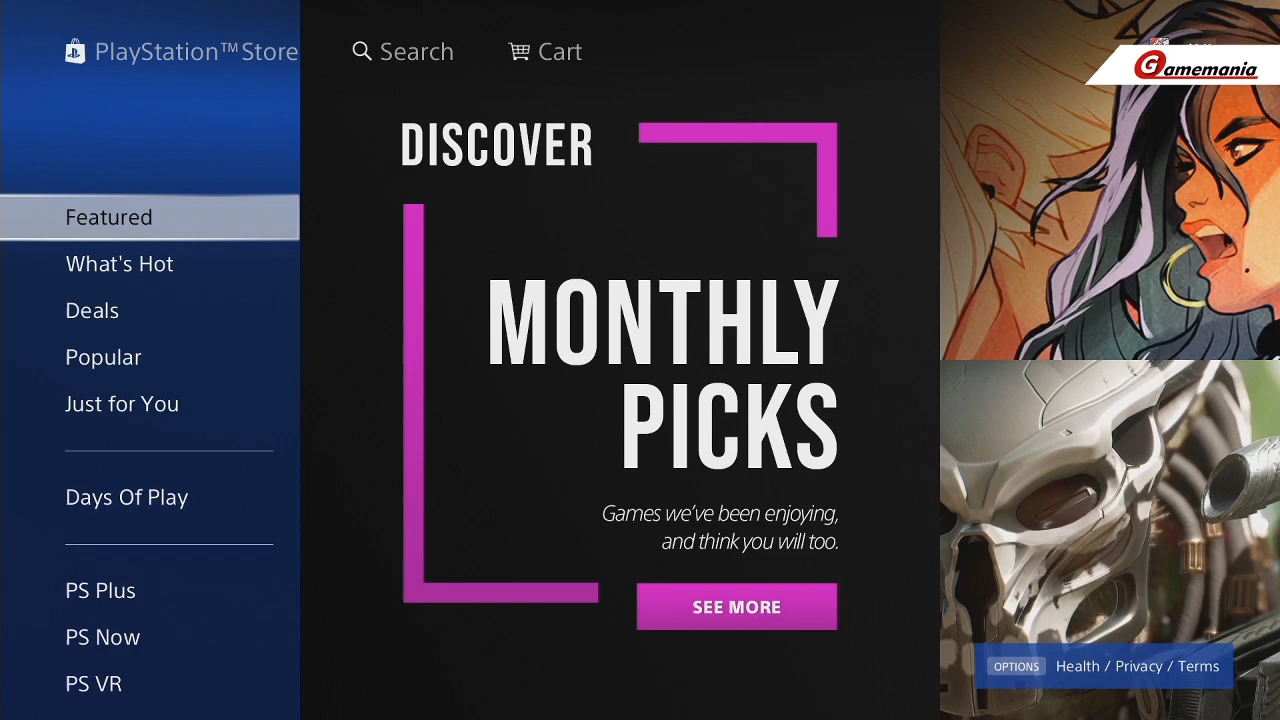 PlayStation™Store
Search
Cart
Gamemania
DISCOVER
MONTHLY
PICKS
Games we've been enjoying,
and think you will too.
SEE MORE
Featured
What's Hot
Deals
Popular
Just for You
Days Of Play
PS Plus
PS Now
PS VR
OPTIONS Health / Privacy / Terms